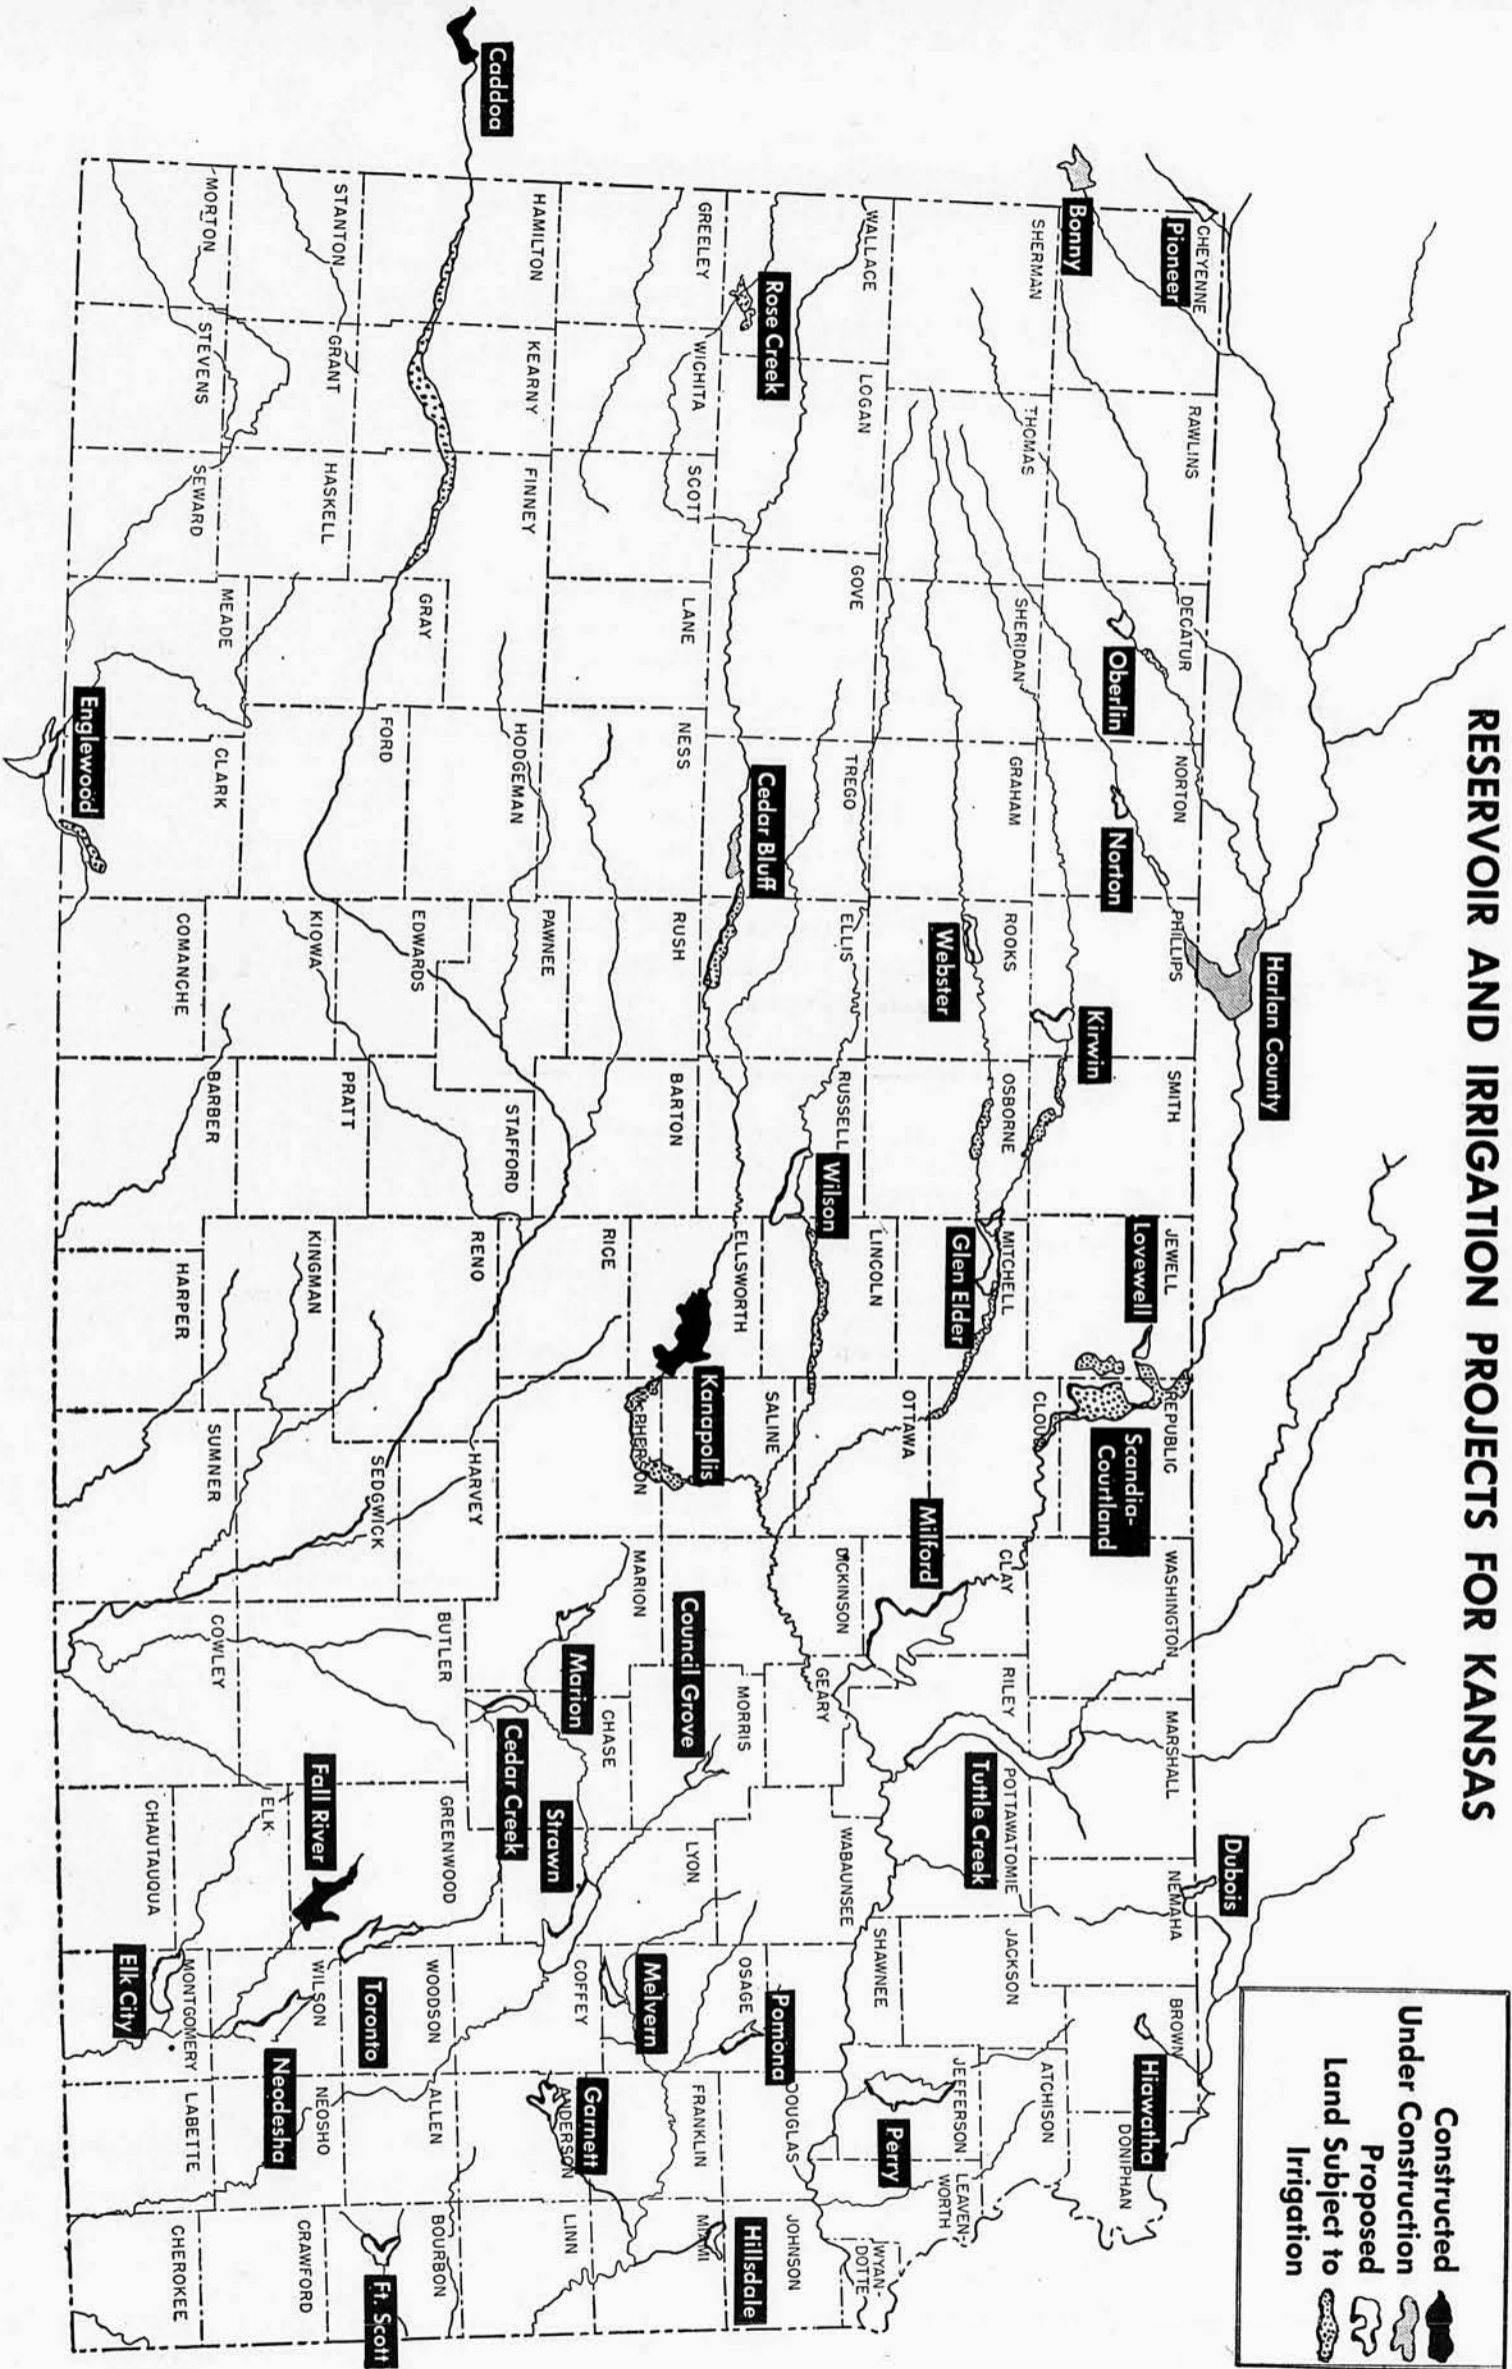 RESERVOIR AND IRRIGATION PROJECTS FOR KANSAS
Constructed
Under Construction
Proposed
Land Subject to
Irrigation
Caddoa
Bonny
Pioneer
Rose Creek
Oberlin
Norton
Harlan County
Englewood
Cedar Bluff
Webster
Kirwin
Wilson
Glen Elder
Lovewell
Kanapolis
Scandia-
Courtland
Milford
Marion
Council Grove
Tuttle Creek
Dubois
Cedar Creek
Strawn
Fall River
Toronto
Elk City
Neodesha
Melvern
Pomona
Garnett
Perry
Hiawatha
Hillsdale
Ft. Scott
CHEYENNE
RAWLINS
DECATUR
NORTON
PHILLIPS
SMITH
JEWELL
REPUBLIC
WASHINGTON
MARSHALL
NEMAHA
BROWN
DONIPHAN
SHERMAN
THOMAS
SHERIDAN
GRAHAM
ROOKS
OSBORNE
MITCHELL
CLOUD
CLAY
RILEY
POTTAWATOMIE
JACKSON
ATCHISON
JEFFERSON
LEAVEN-
WORTH
WYAN-
DOTTE
WALLACE
LOGAN
GOVE
TREGO
ELLIS
RUSSELL
LINCOLN
OTTAWA
DICKINSON
GEARY
WABAUNSEE
SHAWNEE
DOUGLAS
JOHNSON
GREELEY
WICHITA
SCOTT
LANE
NESS
RUSH
BARTON
ELLSWORTH
SALINE
MORRIS
LYON
OSAGE
FRANKLIN
MIAMI
HAMILTON
KEARNY
FINNEY
HODGEMAN
PAWNEE
STAFFORD
RICE
McPHERSON
MARION
CHASE
COFFEY
ANDERSON
LINN
STANTON
GRANT
HASKELL
GRAY
FORD
EDWARDS
KIOWA
PRATT
RENO
HARVEY
SEDGWICK
BUTLER
GREENWOOD
WOODSON
ALLEN
BOURBON
MORTON
STEVENS
SEWARD
MEADE
CLARK
COMANCHE
BARBER
KINGMAN
HARPER
SUMNER
COWLEY
ELK
CHAUTAUQUA
WILSON
MONTGOMERY
NEOSHO
LABETTE
CRAWFORD
CHEROKEE